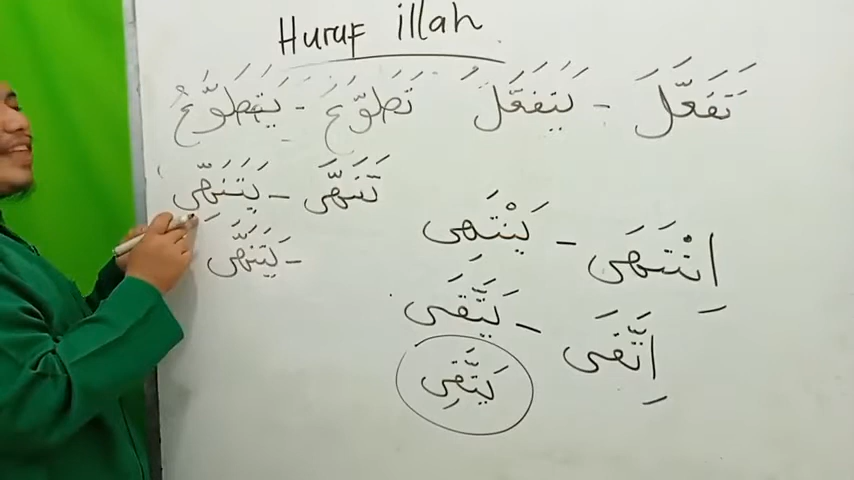 Huruf illah
تَفَعَّلَ - يَتَفَعَّلُ
تَطَوَّعَ - يَتَطَوَّعُ
تَنَهَّى - يَتَنَهَّى
- يَتَنَهَّى
اِنْتَهَى - يَنْتَهِى
اِتَّقَى - يَتَّقَى
يَتَّقِى